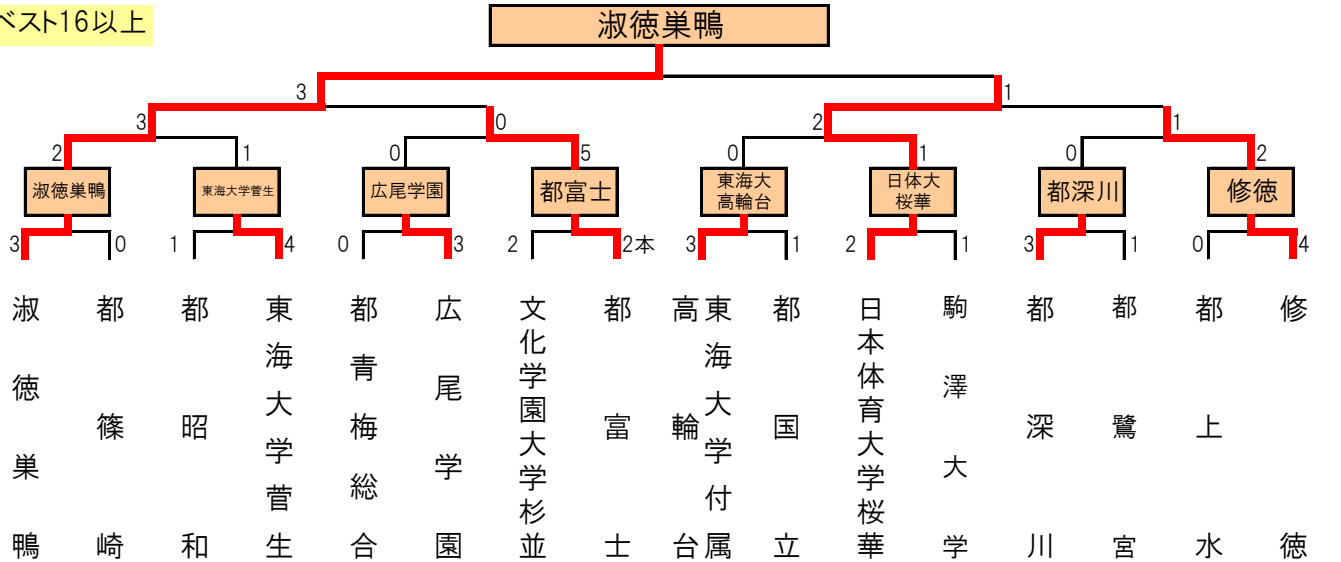 ベスト16以上
淑徳巣鴨
3
1
3
0
2
1
2
1
0
5
0
1
0
2
淑徳巣鴨
東海大学菅生
広尾学園
都富士
東海大
高輪台
日体大
桜華
都深川
修徳
3
0
1
4
0
3
2
2本
3
1
2
1
3
1
0
4
淑徳巣鴨
都篠崎
都昭和
東海大学菅生
都青梅総合
広尾学園
文化学園大学杉並
都富士
東海大学付属
高輪台
都国立
日本体育大学桜華
駒澤大学
都深川
都鷺宮
都上水
修徳